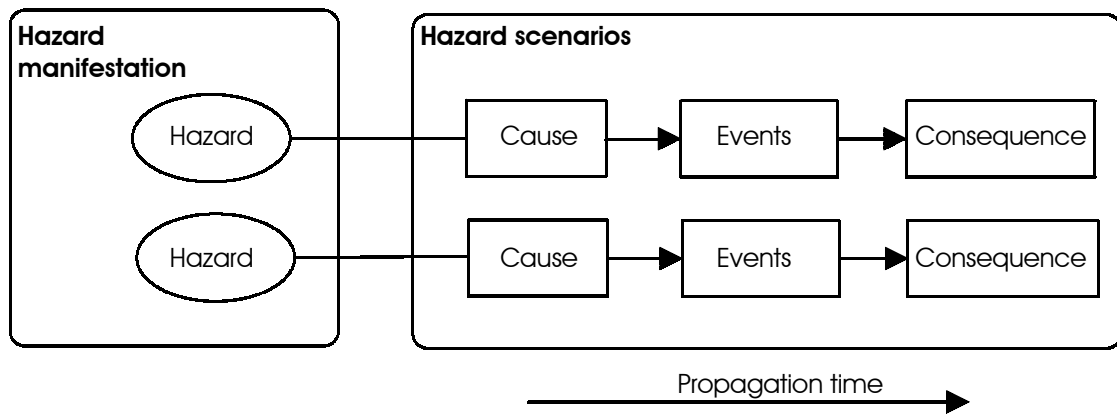 Hazard
manifestation
Hazard scenarios
Hazard
Cause
Events
Consequence
Hazard
Cause
Events
Consequence
Propagation time